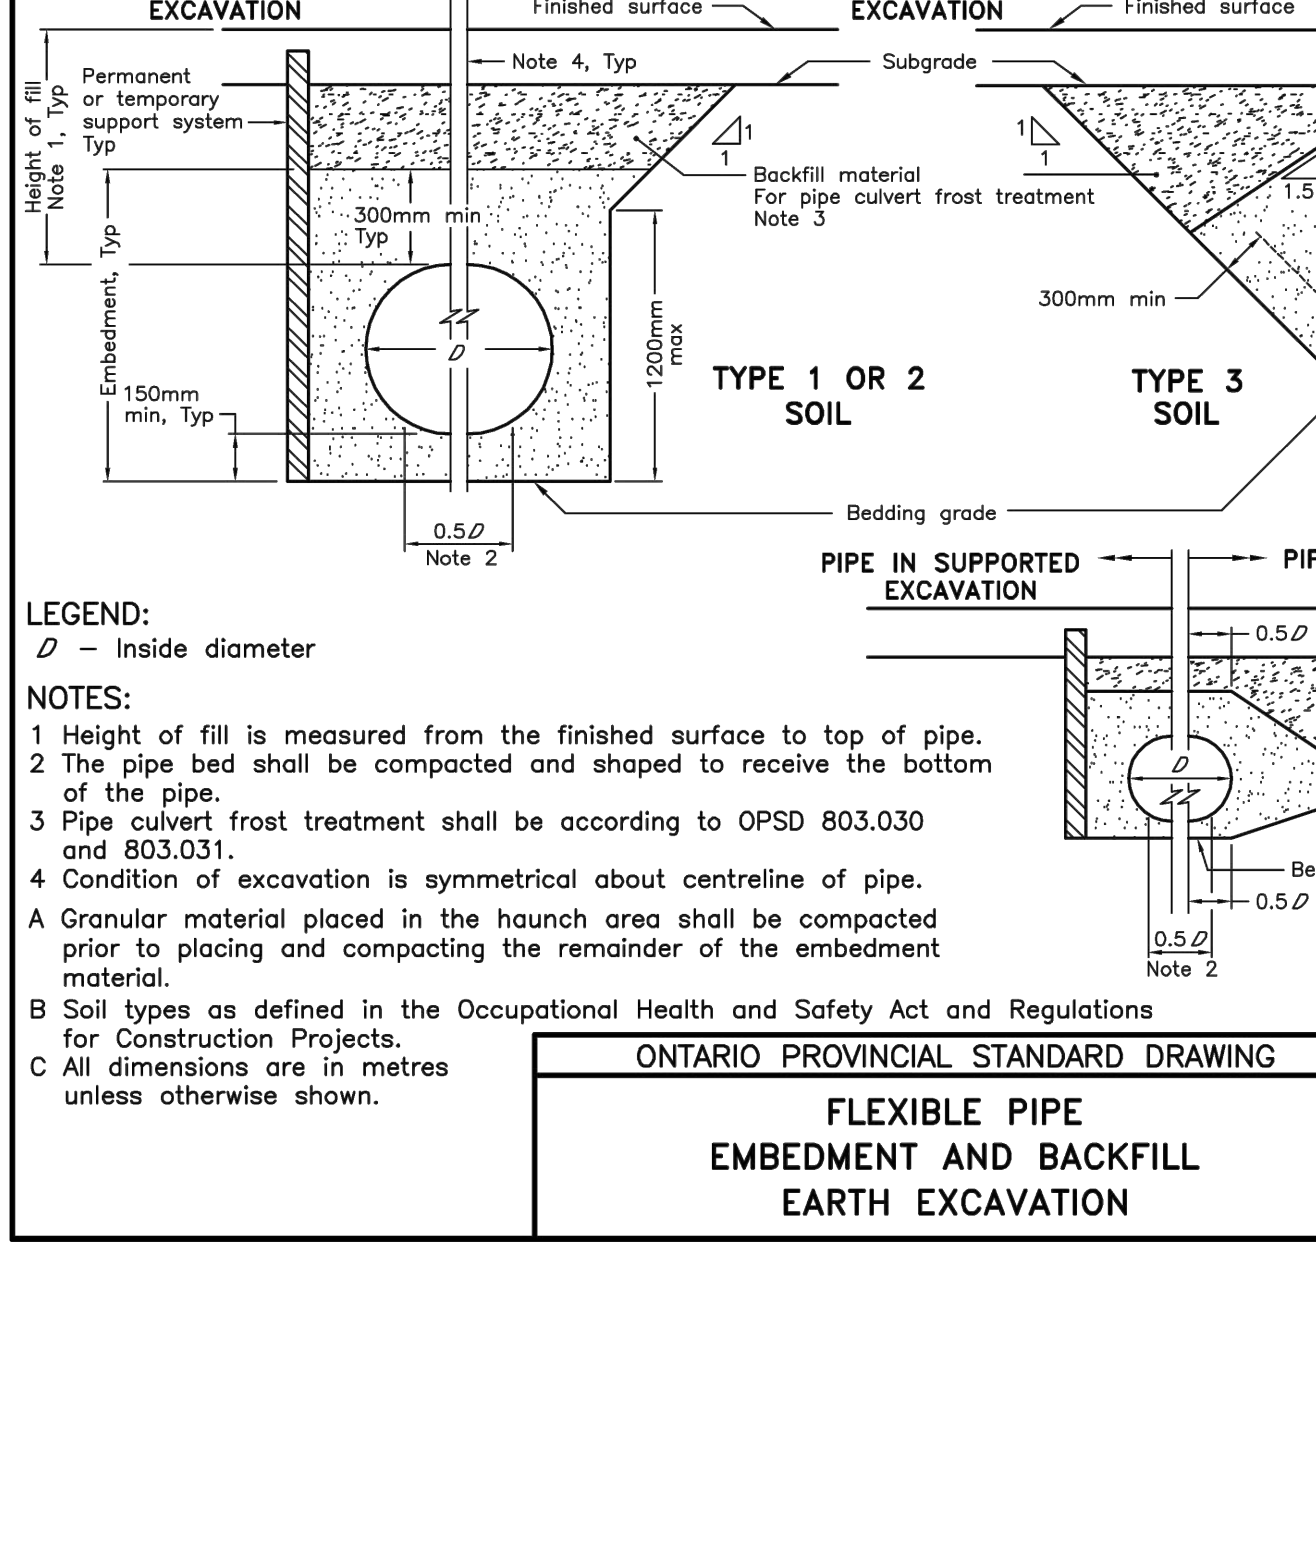 EXCAVATION
Finished surface
EXCAVATION
Finished surface
Note 4, Typ
Subgrade
Permanent
or temporary
support system
Typ
Height of fill
Note 1, Typ
1
1
1
1
Backfill material
For pipe culvert frost treatment
Note 3
1.5
300mm min
Typ
Embedment, Typ
300mm min
1200mm
max
D
TYPE 1 OR 2
SOIL
TYPE 3
SOIL
150mm
min, Typ
Bedding grade
0.5D
Note 2
PIPE IN SUPPORTED
EXCAVATION
PIP
LEGEND:
D – Inside diameter
0.5D
NOTES:
1 Height of fill is measured from the finished surface to top of pipe.
2 The pipe bed shall be compacted and shaped to receive the bottom
of the pipe.
3 Pipe culvert frost treatment shall be according to OPSD 803.030
and 803.031.
4 Condition of excavation is symmetrical about centreline of pipe.
A Granular material placed in the haunch area shall be compacted
prior to placing and compacting the remainder of the embedment
material.
B Soil types as defined in the Occupational Health and Safety Act and Regulations
for Construction Projects.
C All dimensions are in metres
unless otherwise shown.
D
Be
0.5D
0.5D
Note 2
ONTARIO PROVINCIAL STANDARD DRAWING
FLEXIBLE PIPE
EMBEDMENT AND BACKFILL
EARTH EXCAVATION